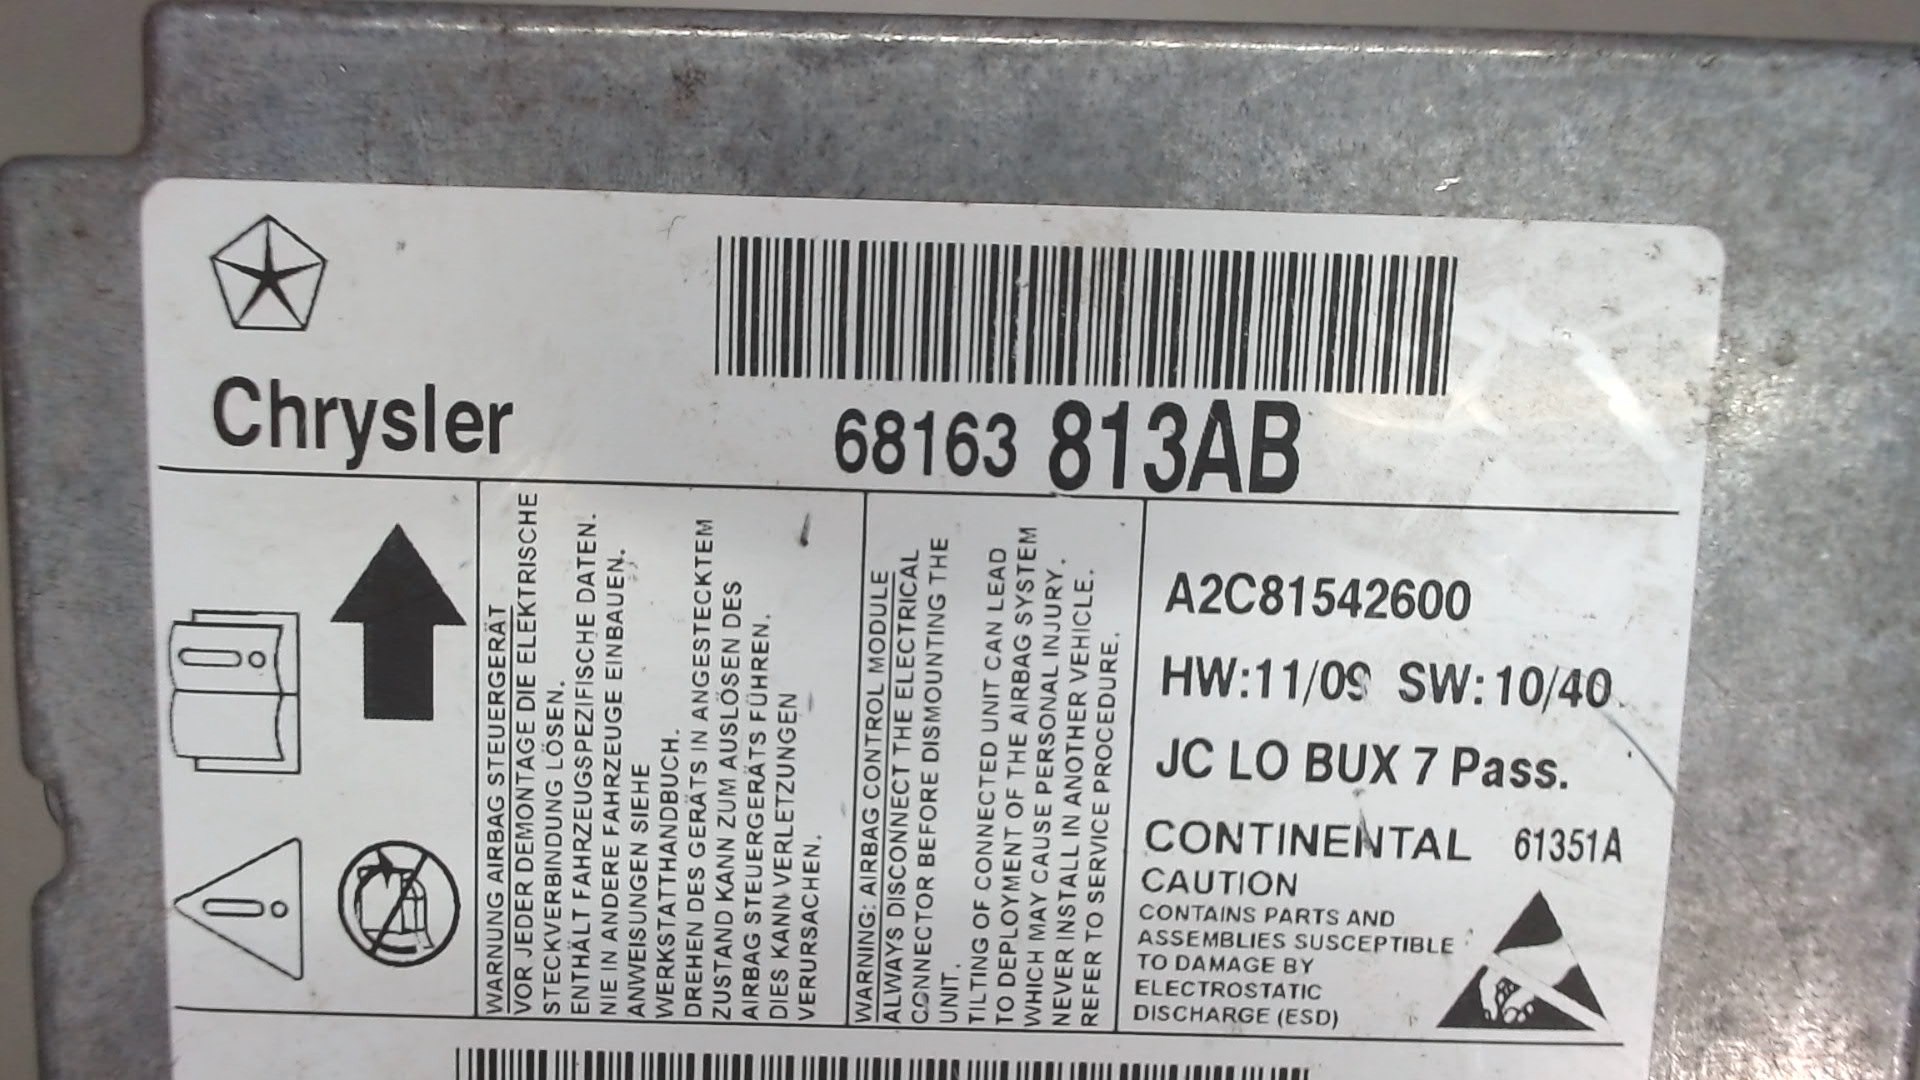 Chrysler
68163 813AB
WARNUNG AIRBAG STEUERGERÄT
VOR JEDER DEMONTAGE DIE ELEKTRISCHE
STECKVERBINDUNG LÖSEN.
ENTHÄLT FAHRZEUGSPEZIFISCHE DATEN.
NIE IN ANDERE FAHRZEUGE EINBAUEN.
ANWEISUNGEN SIEHE
WERKSTATTHANDBUCH.
DREHEN DES GERÄTS IN ANGESTECKTEM
ZUSTAND KANN ZUM AUSLÖSEN DES
AIRBAG STEUERGERÄTS FÜHREN.
DIES KANN VERLETZUNGEN
VERURSACHEN.
WARNING: AIRBAG CONTROL MODULE
ALWAYS DISCONNECT THE ELECTRICAL
CONNECTOR BEFORE DISMOUNTING THE
UNIT.
TILTING OF CONNECTED UNIT CAN LEAD
TO DEPLOYMENT OF THE AIRBAG SYSTEM
WHICH MAY CAUSE PERSONAL INJURY.
NEVER INSTALL IN ANOTHER VEHICLE.
REFER TO SERVICE PROCEDURE.
A2C81542600
HW:11/09 SW:10/40
JC LO BUX 7 Pass.
CONTINENTAL 61351A
CAUTION
CONTAINS PARTS AND
ASSEMBLIES SUSCEPTIBLE
TO DAMAGE BY
ELECTROSTATIC
DISCHARGE (ESD)